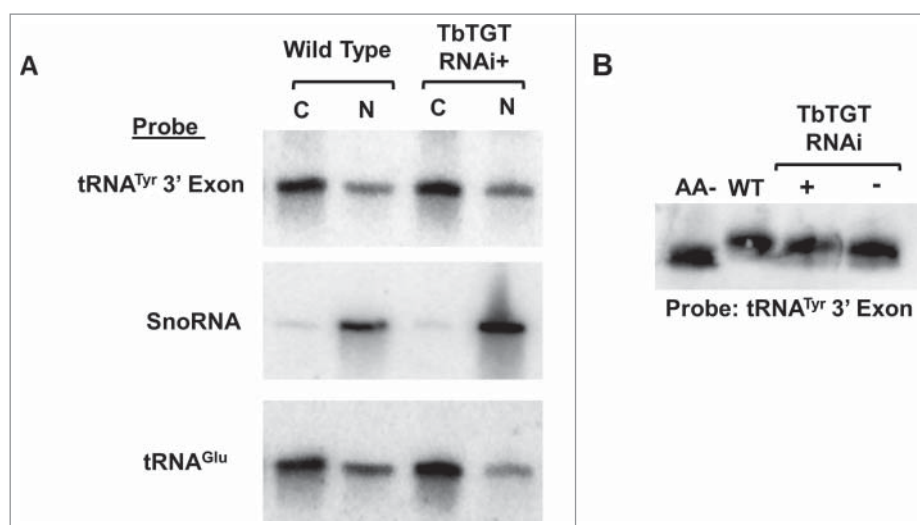 A
Wild Type
TbTGT
RNAi+
C N C N
Probe
tRNATyr 3' Exon
SnoRNA
tRNAGlu
B
TbTGT
RNAi
AA- WT + -
Probe: tRNATyr 3' Exon